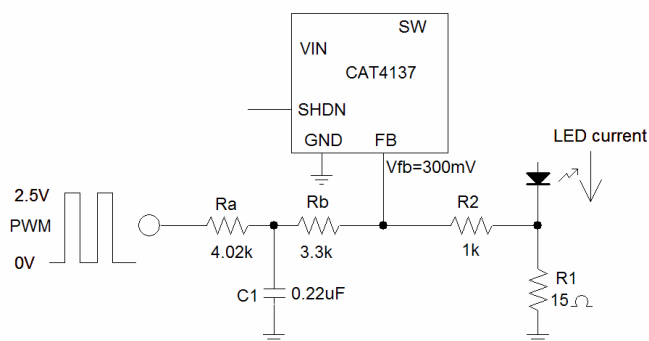 SW
VIN
CAT4137
SHDN
GND
FB
Vfb=300mV
LED current
2.5V
PWM
0V
Ra
4.02k
Rb
3.3k
R2
1k
C1
0.22uF
R1
15 Ω